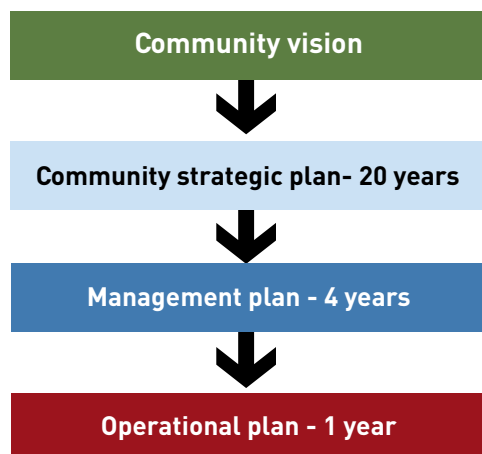 Community vision
Community strategic plan- 20 years
Management plan - 4 years
Operational plan - 1 year